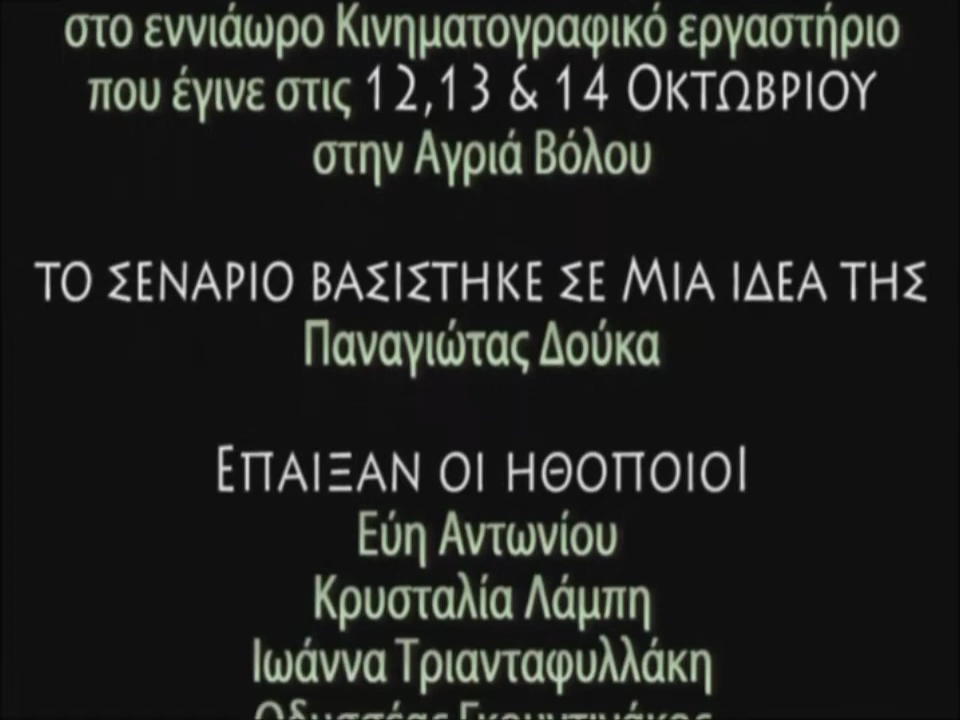 στο εννιάωρο Κινηματογραφικό εργαστήριο
που έγινε στις 12,13 & 14 ΟΚΤΩΒΡΙΟΥ
στην Αγριά Βόλου
ΤΟ ΣΕΝΑΡΙΟ ΒΑΣΙΣΤΗΚΕ ΣΕ ΜΙΑ ΙΔΕΑ ΤΗΣ
Παναγιώτας Δούκα
ΕΠΑΙΞΑΝ ΟΙ ΗΘΟΠΟΙΟΙ
Εύη Αντωνίου
Κρυσταλία Λάμπη
Ιωάννα Τριανταφυλλάκη
Οδυσσέας